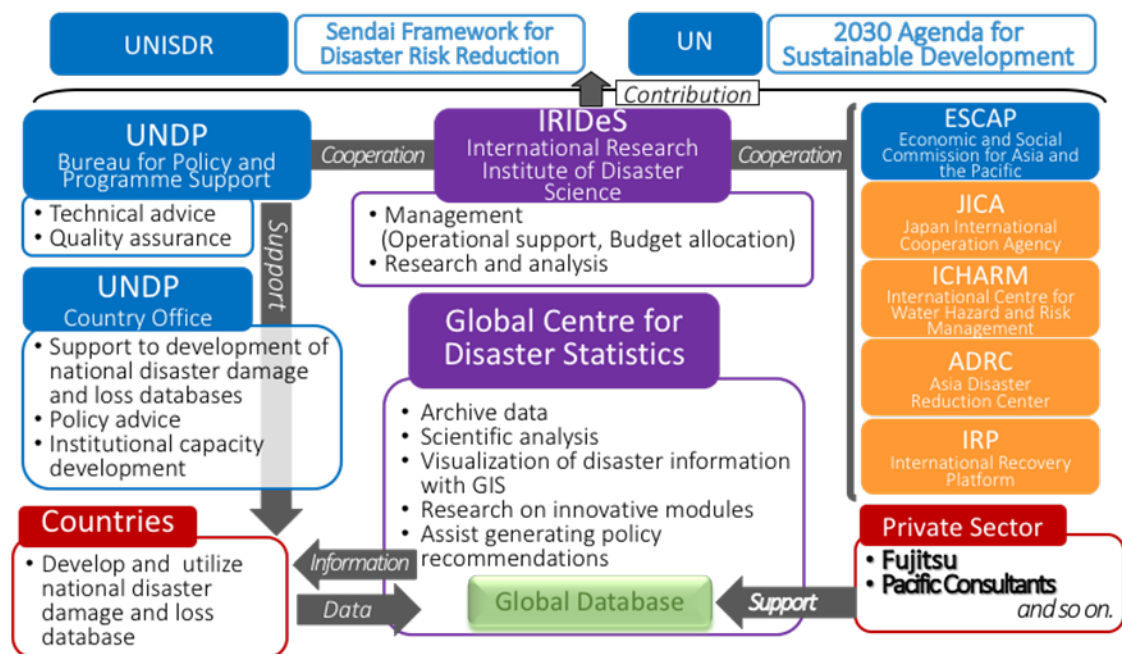 UNISDR
Sendai Framework for
Disaster Risk Reduction
UN
2030 Agenda for
Sustainable Development
Contribution
UNDP
Bureau for Policy and
Programme Support
• Technical advice
• Quality assurance
Cooperation
IRIDeS
International Research
Institute of Disaster
Science
• Management
(Operational support, Budget allocation)
• Research and analysis
Cooperation
ESCAP
Economic and Social
Commission for Asia and
the Pacific
JICA
Japan International
Cooperation Agency
ICHARM
International Centre for
Water Hazard and Risk
Management
ADRC
Asia Disaster
Reduction Center
IRP
International Recovery
Platform
Support
UNDP
Country Office
• Support to development of
national disaster damage
and loss databases
• Policy advice
• Institutional capacity
development
Global Centre for
Disaster Statistics
• Archive data
• Scientific analysis
• Visualization of disaster information
with GIS
• Research on innovative modules
• Assist generating policy
recommendations
Global Database
Countries
• Develop and utilize
national disaster
damage and loss
database
Information
Data
Support
Private Sector
• Fujitsu
• Pacific Consultants
and so on.